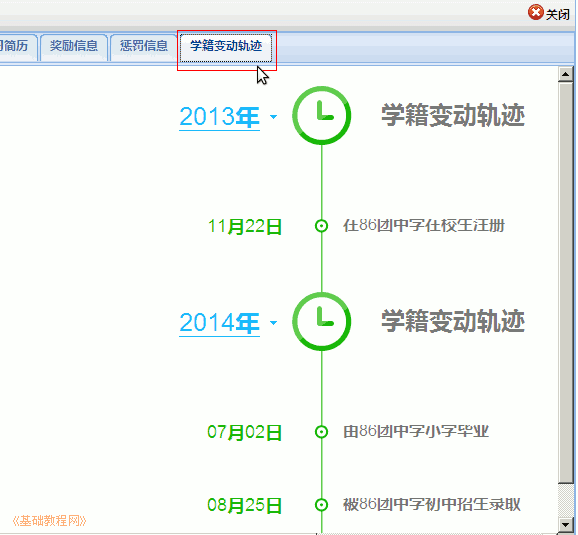 关闭
习简历 奖励信息 惩罚信息 学籍变动轨迹
2013年 学籍变动轨迹
11月22日 在86团中学在校生注册
2014年 学籍变动轨迹
07月02日 由86团中学小学毕业
08月25日 被86团中学初中招生录取
《基础教程网》